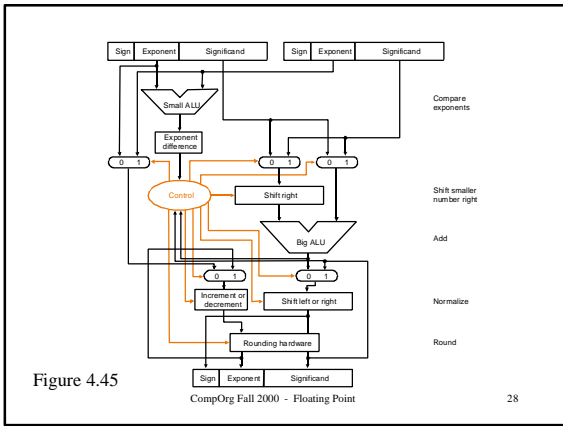 Sign Exponent Significand Sign Exponent Significand
Small ALU
Compare
exponents
Exponent
difference
0 1 0 1 0 1
Control
Shift right
Shift smaller
number right
Big ALU
Add
0 1 0 1
Increment or
decrement
Shift left or right
Normalize
Rounding hardware
Round
Sign Exponent Significand
Figure 4.45
CompOrg Fall 2000 - Floating Point 28